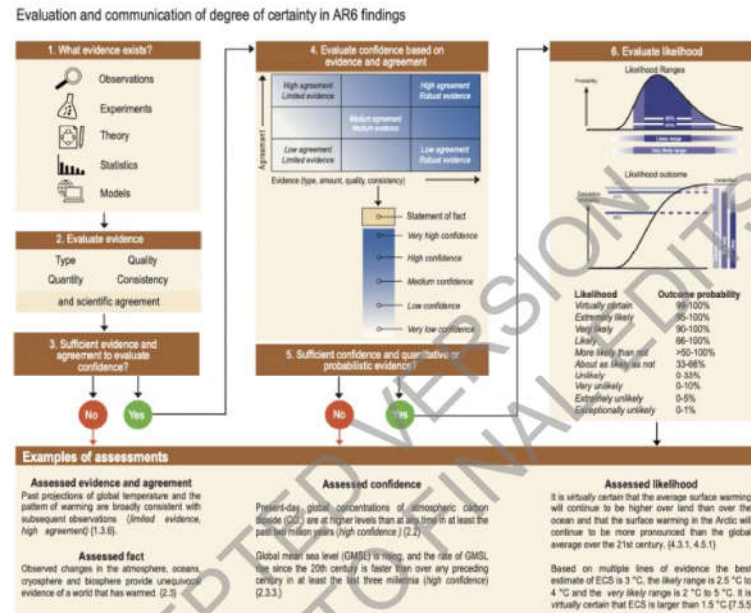 Evaluation and communication of degree of certainty in AR6 findings
1. What evidence exists?
Observations
Experiments
Theory
Statistics
Models
2. Evaluate evidence
Type Quality
Quantity Consistency
and scientific agreement
3. Sufficient evidence and
agreement to evaluate
confidence?
No Yes
4. Evaluate confidence based on
evidence and agreement
Agreement
High agreement
Limited evidence
High agreement
Robust evidence
Medium agreement
Medium evidence
Low agreement
Limited evidence
Low agreement
Robust evidence
Evidence (type, amount, quality, consistency)
Statement of fact
Very high confidence
High confidence
Medium confidence
Low confidence
Very low confidence
5. Sufficient confidence and quantitative or
probabilistic evidence?
No Yes
6. Evaluate likelihood
Likelihood Ranges
Probability
Likely range
Very likely range
Likelihood outcome
Likelihood Outcome probability
Virtually certain 99-100%
Extremely likely 95-100%
Very likely 90-100%
Likely 66-100%
More likely than not >50-100%
About as likely as not 33-66%
Unlikely 0-33%
Very unlikely 0-10%
Extremely unlikely 0-5%
Exceptionally unlikely 0-1%
Examples of assessments
Assessed evidence and agreement
Past projections of global temperature and the
pattern of warming are broadly consistent with
subsequent observations (limited evidence,
high agreement) {1.3.6}.
Assessed fact
Observed changes in the atmosphere, oceans,
cryosphere and biosphere provide unequivocal
evidence of a world that has warmed. {2.3}
Assessed confidence
Present-day global concentrations of atmospheric carbon
dioxide (CO2) are at higher levels than at any time in at least the
past two million years (high confidence ) {2.2}
Global mean sea level (GMSL) is rising, and the rate of GMSL
rise since the 20th century is faster than over any preceding
century in at least the last three millennia (high confidence)
{2.3.3.}
Assessed likelihood
It is virtually certain that the average surface warming
will continue to be higher over land than over the
ocean and that the surface warming in the Arctic will
continue to be more pronounced than the global
average over the 21st century. {4.3.1, 4.5.1}
Based on multiple lines of evidence the best
estimate of ECS is 3 °C, the likely range is 2.5 °C to
4 °C and the very likely range is 2 °C to 5 °C. It is
virtually certain that ECS is larger than 1.5 °C {7.5.5
EPTED VERSION
TO FINAL EDITS